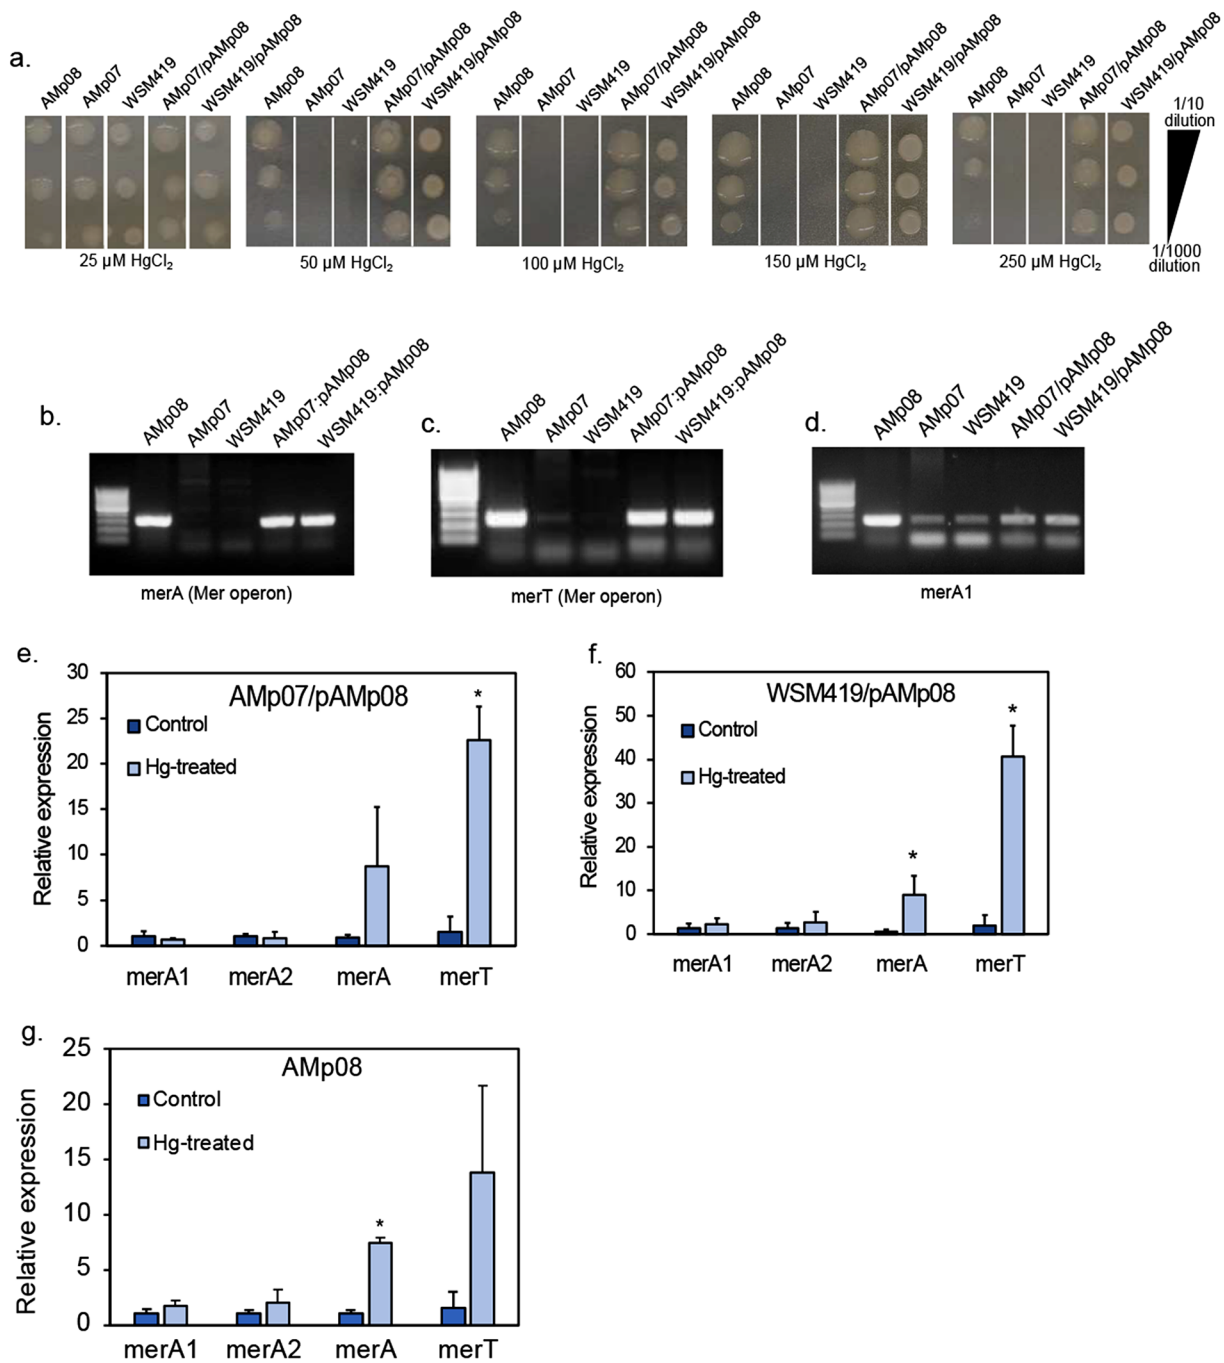 a.
AMp08
AMp07
WSM419
AMp07/pAMp08
WSM419/pAMp08
AMp08
AMp07
WSM419
AMp07/pAMp08
WSM419/pAMp08
AMp08
AMp07
WSM419
AMp07/pAMp08
WSM419/pAMp08
AMp08
AMp07
WSM419
AMp07/pAMp08
WSM419/pAMp08
AMp08
AMp07
WSM419
AMp07/pAMp08
WSM419/pAMp08
1/10
dilution
1/1000
dilution
25 µM HgCl₂
50 µM HgCl₂
100 µM HgCl₂
150 µM HgCl₂
250 µM HgCl₂
b.
AMp08
AMp07
WSM419
AMp07:pAMp08
WSM419:pAMp08
merA (Mer operon)
c.
AMp08
AMp07
WSM419
AMp07:pAMp08
WSM419:pAMp08
merT (Mer operon)
d.
AMp08
AMp07
WSM419
AMp07/pAMp08
WSM419/pAMp08
merA1
e.
AMp07/pAMp08
Control
Hg-treated
Relative expression
30
25
20
15
10
5
0
*
merA1 merA2 merA merT
f.
WSM419/pAMp08
Control
Hg-treated
Relative expression
60
50
40
30
20
10
0
*
*
merA1 merA2 merA merT
g.
AMp08
Control
Hg-treated
Relative expression
25
20
15
10
5
0
*
merA1 merA2 merA merT